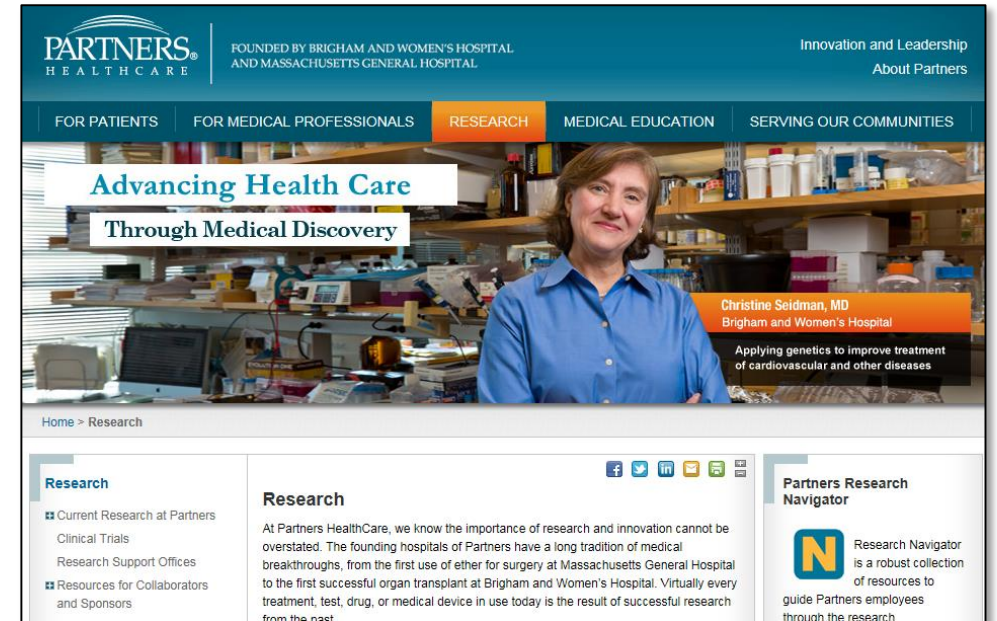 PARTNERS®
HEALTHCARE
FOUNDED BY BRIGHAM AND WOMEN'S HOSPITAL
AND MASSACHUSETTS GENERAL HOSPITAL
Innovation and Leadership
About Partners
FOR PATIENTS
FOR MEDICAL PROFESSIONALS
RESEARCH
MEDICAL EDUCATION
SERVING OUR COMMUNITIES
Advancing Health Care
Through Medical Discovery
Christine Seidman, MD
Brigham and Women's Hospital
Applying genetics to improve treatment
of cardiovascular and other diseases
Home > Research
Research
Current Research at Partners
Clinical Trials
Research Support Offices
Resources for Collaborators
and Sponsors
Research
At Partners HealthCare, we know the importance of research and innovation cannot be
overstated. The founding hospitals of Partners have a long tradition of medical
breakthroughs, from the first use of ether for surgery at Massachusetts General Hospital
to the first successful organ transplant at Brigham and Women's Hospital. Virtually every
treatment, test, drug, or medical device in use today is the result of successful research
from the past
Partners Research
Navigator
N
Research Navigator
is a robust collection
of resources to
guide Partners employees
through the research